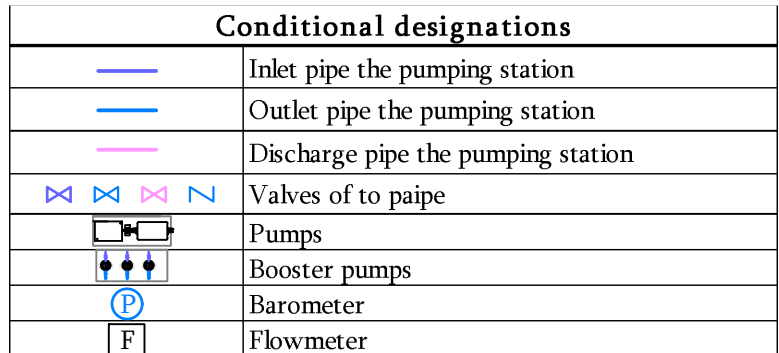 Conditional designations
Inlet pipe the pumping station
Outlet pipe the pumping station
Discharge pipe the pumping station
Valves of to paipe
Pumps
Booster pumps
P Barometer
F Flowmeter